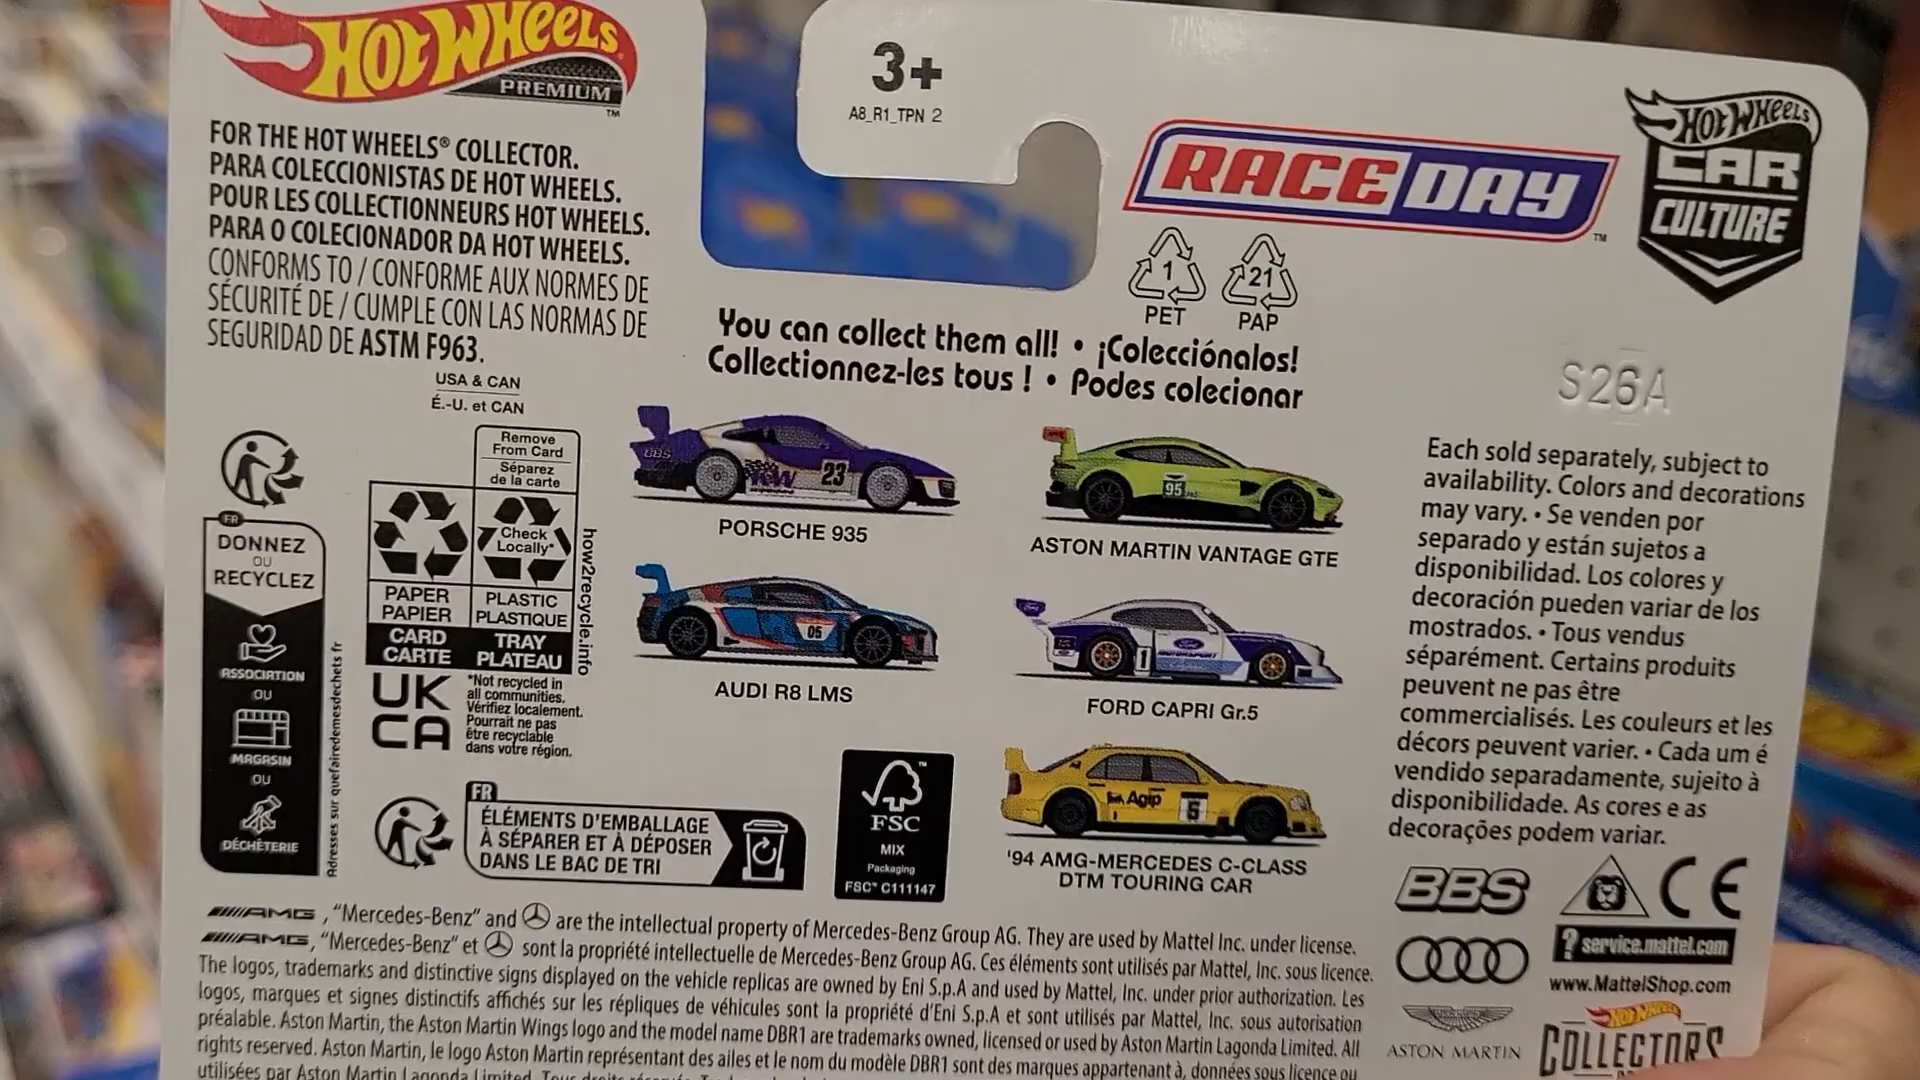 HOT WHEELS
PREMIUM
™
FOR THE HOT WHEELS® COLLECTOR.
PARA COLECCIONISTAS DE HOT WHEELS.
POUR LES COLLECTIONNEURS HOT WHEELS.
PARA O COLECIONADOR DA HOT WHEELS.
CONFORMS TO / CONFORME AUX NORMES DE
SÉCURITÉ DE / CUMPLE CON LAS NORMAS DE
SEGURIDAD DE ASTM F963.
3+
A8_R1_TPN 2
RACE DAY™
HOT WHEELS
CAR
CULTURE
1
PET
21
PAP
You can collect them all! • ¡Colecciónalos!
Collectionnez-les tous ! • Podes colecionar
S26A
USA & CAN
É.-U. et CAN
Remove
From Card
Séparez
de la carte
Check
Locally*
PAPER
PAPIER
PLASTIC
PLASTIQUE
CARD
CARTE
TRAY
PLATEAU
how2recycle.info
*Not recycled in
all communities.
Vérifiez localement.
Pourrait ne pas
être recyclable
dans votre région.
UK
CA
FR
DONNEZ
OU
RECYCLEZ
ASSOCIATION
OU
MAGASIN
OU
DÉCHÈTERIE
Adresses sur quefairedemesdechets fr
FR
ÉLÉMENTS D'EMBALLAGE
À SÉPARER ET À DÉPOSER
DANS LE BAC DE TRI
™
FSC
MIX
Packaging
FSC™ C111147
BBS
23
PORSCHE 935
95
ASTON MARTIN VANTAGE GTE
05
AUDI R8 LMS
Ford
1
Ford
MOTORSPORT
FORD CAPRI Gr.5
Agip
5
'94 AMG-MERCEDES C-CLASS
DTM TOURING CAR
Each sold separately, subject to
availability. Colors and decorations
may vary. • Se venden por
separado y están sujetos a
disponibilidad. Los colores y
decoración pueden variar de los
mostrados. • Tous vendus
séparément. Certains produits
peuvent ne pas être
commercialisés. Les couleurs et les
décors peuvent varier. • Cada um é
vendido separadamente, sujeito à
disponibilidade. As cores e as
decorações podem variar.
BBS
CE
? service.mattel.com
www.MattelShop.com
ASTON MARTIN
HOT WHEELS
COLLECTORS
AMG, "Mercedes-Benz" and are the intellectual property of Mercedes-Benz Group AG. They are used by Mattel Inc. under license.
AMG, "Mercedes-Benz" et sont la propriété intellectuelle de Mercedes-Benz Group AG. Ces éléments sont utilisés par Mattel, Inc. sous licence.
The logos, trademarks and distinctive signs displayed on the vehicle replicas are owned by Eni S.p.A and used by Mattel, Inc. under prior authorization. Les
logos, marques et signes distinctifs affichés sur les répliques de véhicules sont la propriété d'Eni S.p.A et sont utilisés par Mattel, Inc. sous autorisation
préalable. Aston Martin, the Aston Martin Wings logo and the model name DBR1 are trademarks owned, licensed or used by Aston Martin Lagonda Limited. All
rights reserved. Aston Martin, le logo Aston Martin représentant des ailes et le nom du modèle DBR1 sont des marques appartenant à, données sous licence ou
utilisées par Aston Martin Lagonda Limited.